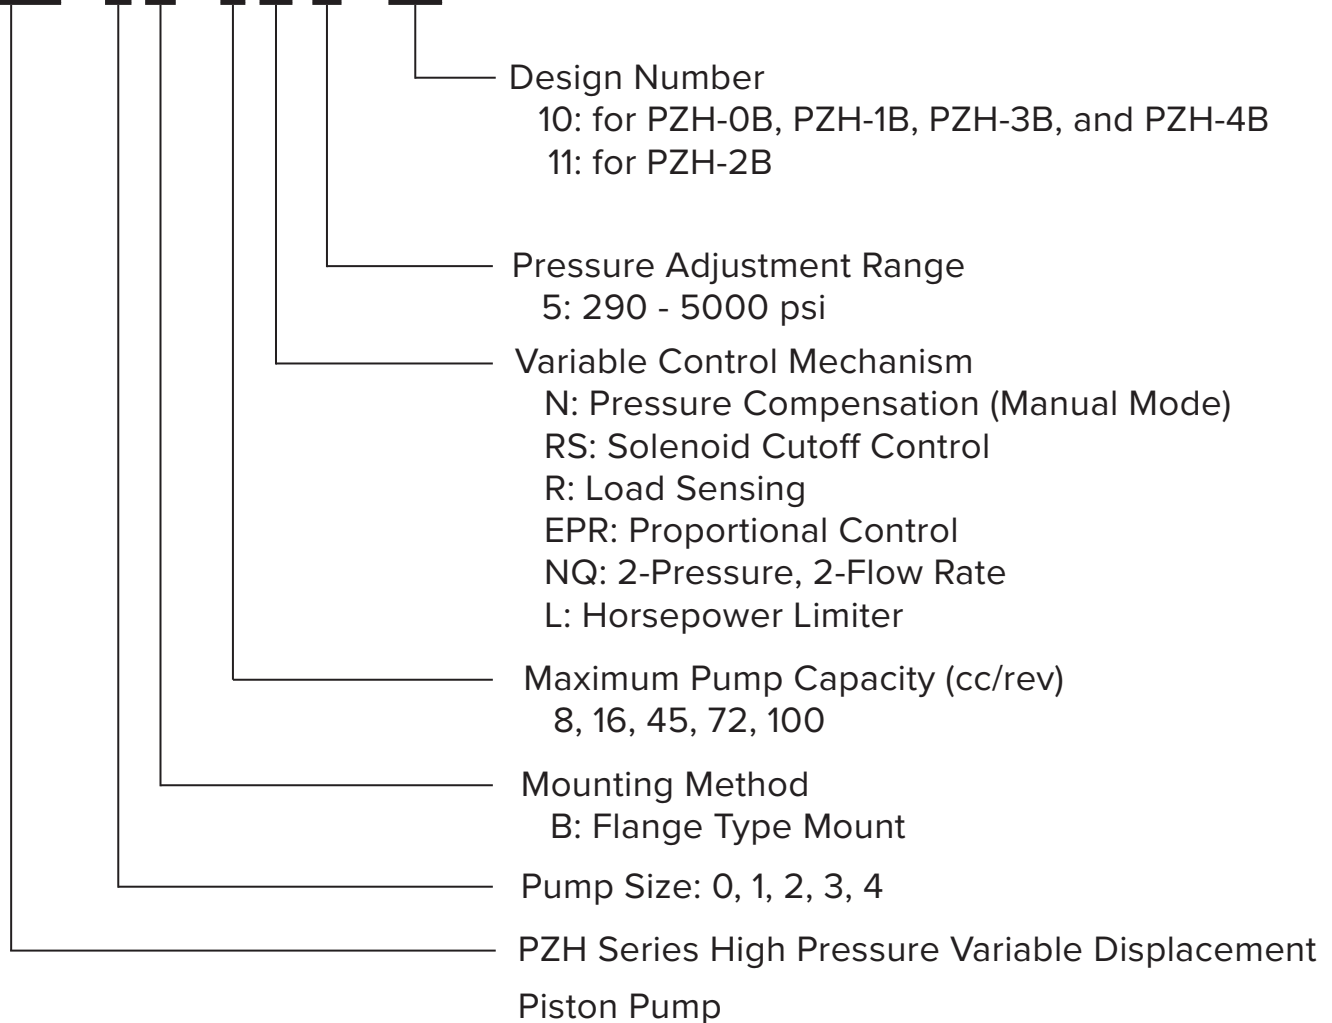 Design Number
10: for PZH-0B, PZH-1B, PZH-3B, and PZH-4B
11: for PZH-2B
Pressure Adjustment Range
5: 290 - 5000 psi
Variable Control Mechanism
N: Pressure Compensation (Manual Mode)
RS: Solenoid Cutoff Control
R: Load Sensing
EPR: Proportional Control
NQ: 2-Pressure, 2-Flow Rate
L: Horsepower Limiter
Maximum Pump Capacity (cc/rev)
8, 16, 45, 72, 100
Mounting Method
B: Flange Type Mount
Pump Size: 0, 1, 2, 3, 4
PZH Series High Pressure Variable Displacement
Piston Pump